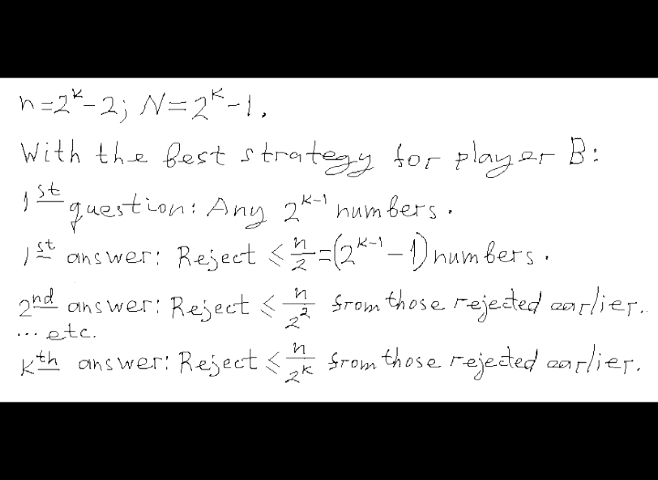 n=2^k-2; N=2^k-1.
With the best strategy for player B:
1st question: Any 2^{k-1} numbers.
1st answer: Reject ≤ n/2=(2^{k-1}-1) numbers.
2nd answer: Reject ≤ n/2^2 from those rejected earlier.
... etc.
kth answer: Reject ≤ n/2^k from those rejected earlier.